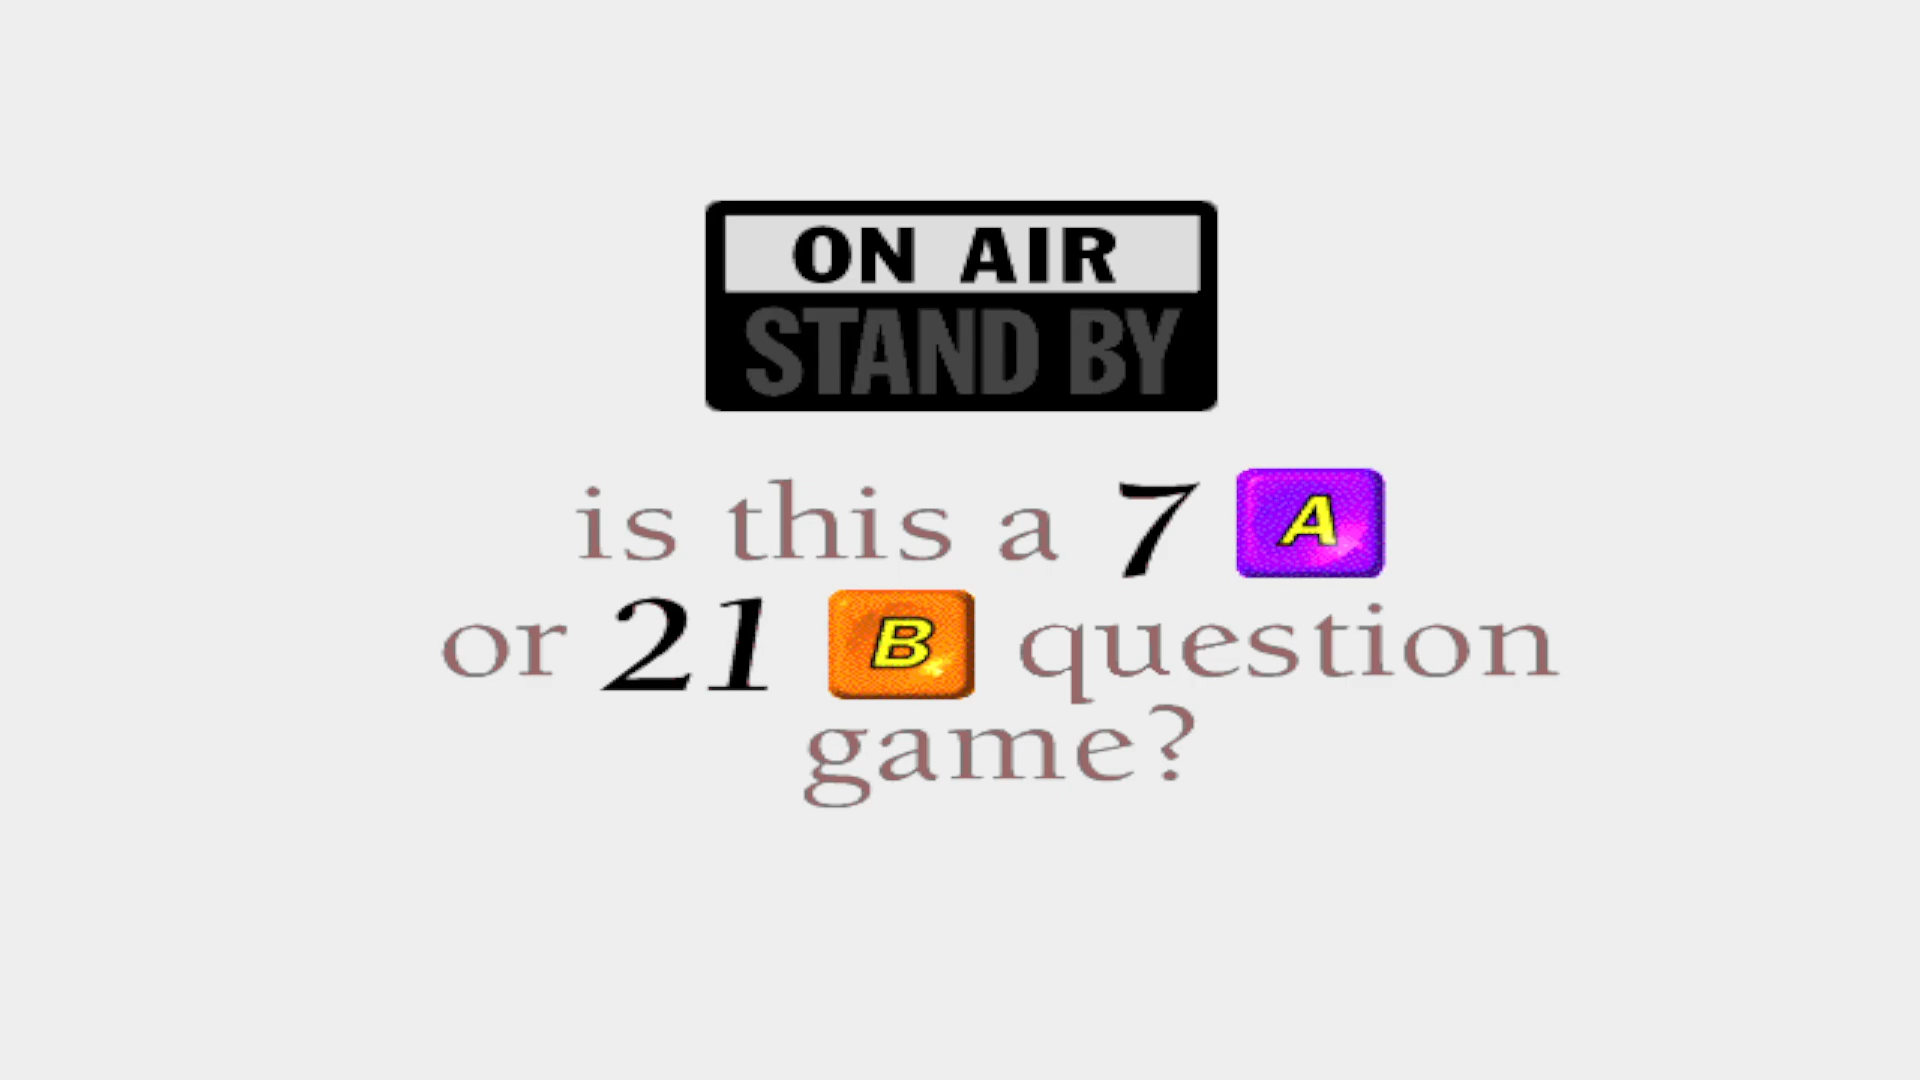 ON AIR
STAND BY
is this a 7 A
or 21 B question
game?